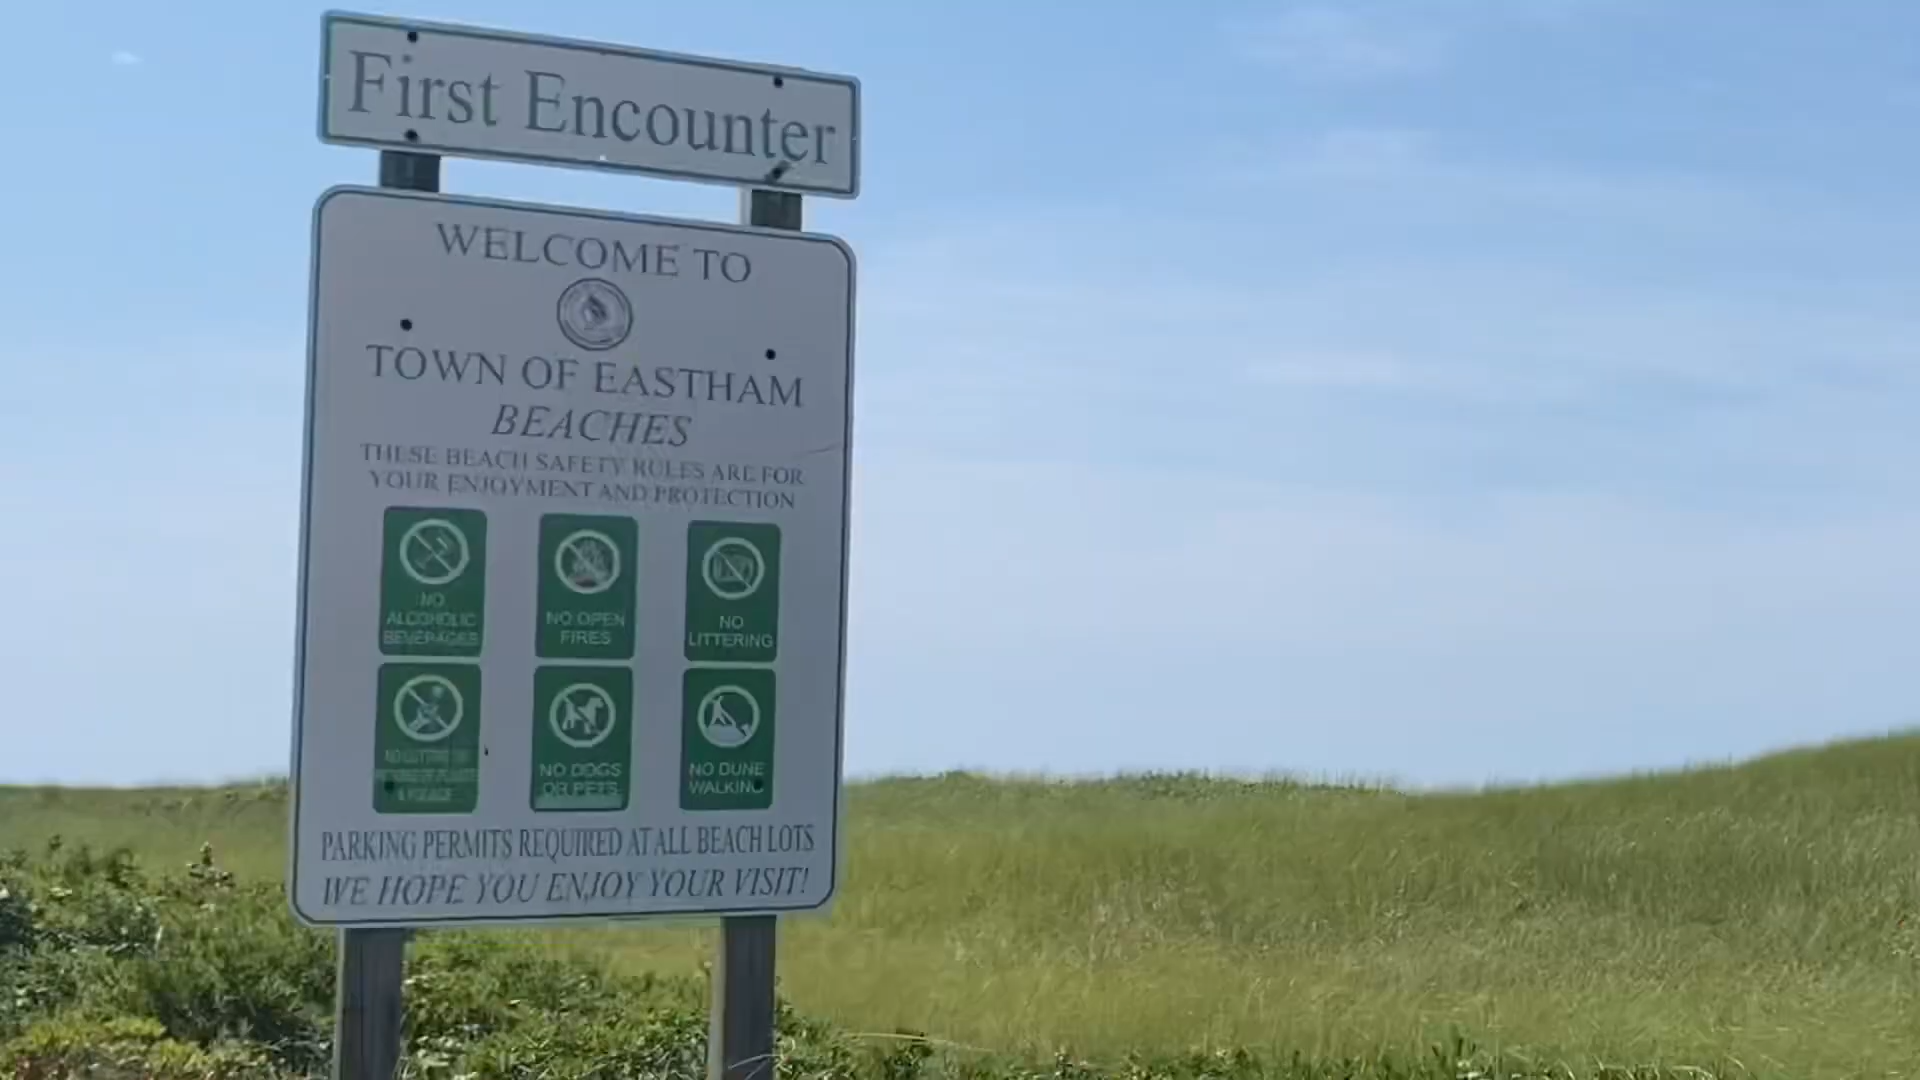 First Encounter
WELCOME TO
TOWN OF EASTHAM
BEACHES
THESE BEACH SAFETY RULES ARE FOR
YOUR ENJOYMENT AND PROTECTION
NO
ALCOHOLIC
BEVERAGES
NO OPEN
FIRES
NO
LITTERING
NO DOGS
OR PETS
NO DUNE
WALKING
PARKING PERMITS REQUIRED AT ALL BEACH LOTS
WE HOPE YOU ENJOY YOUR VISIT!